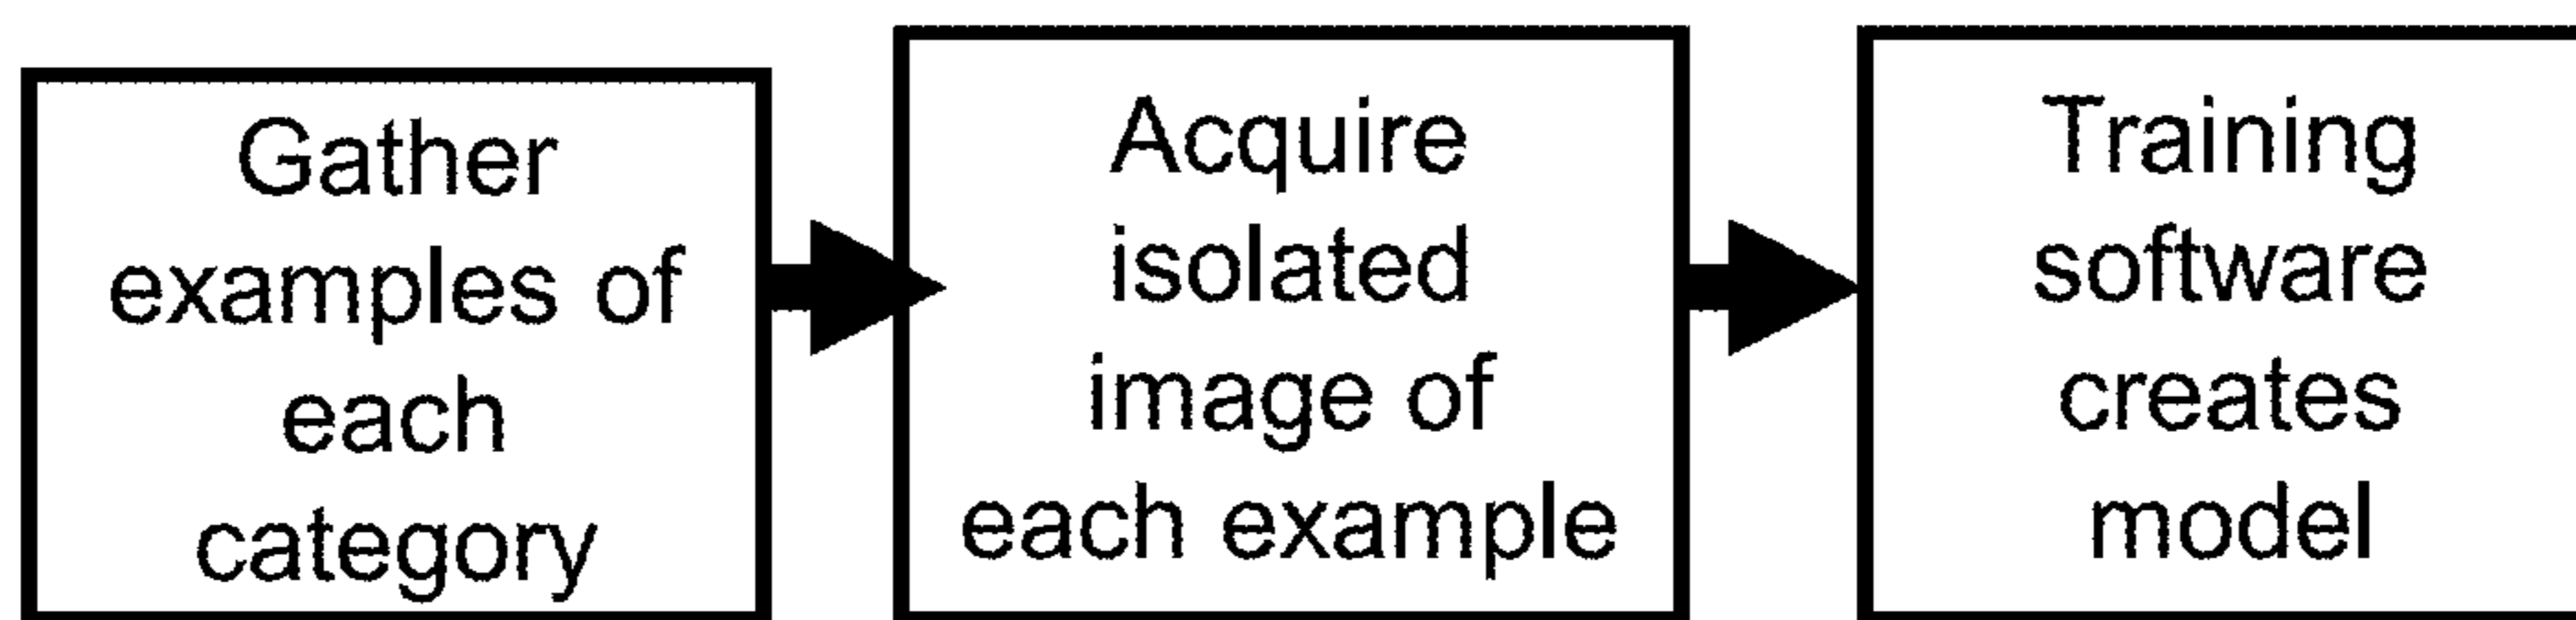 Gather
examples of
each
category
Acquire
isolated
image of
each example
Training
software
creates
model